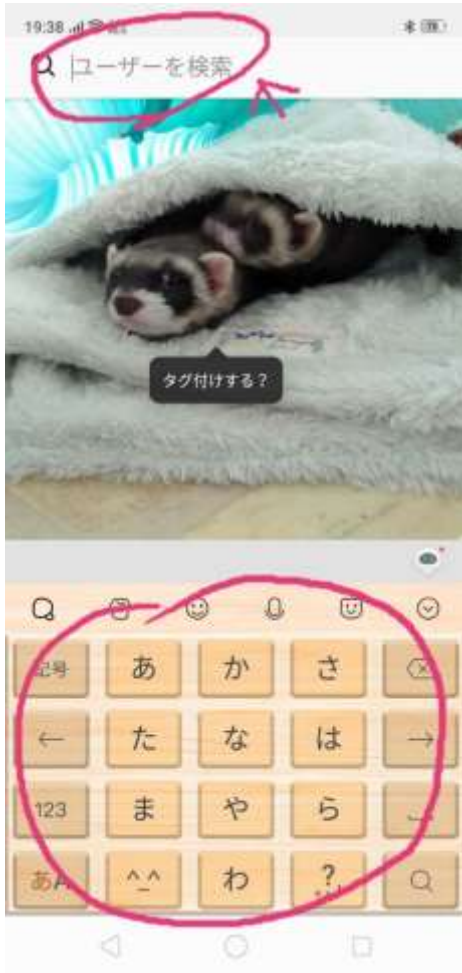 19:38
ユーザーを検索
タグ付けする？
記号 あ か さ
← た な は →
123 ま や ら
あA ^_^ わ ?